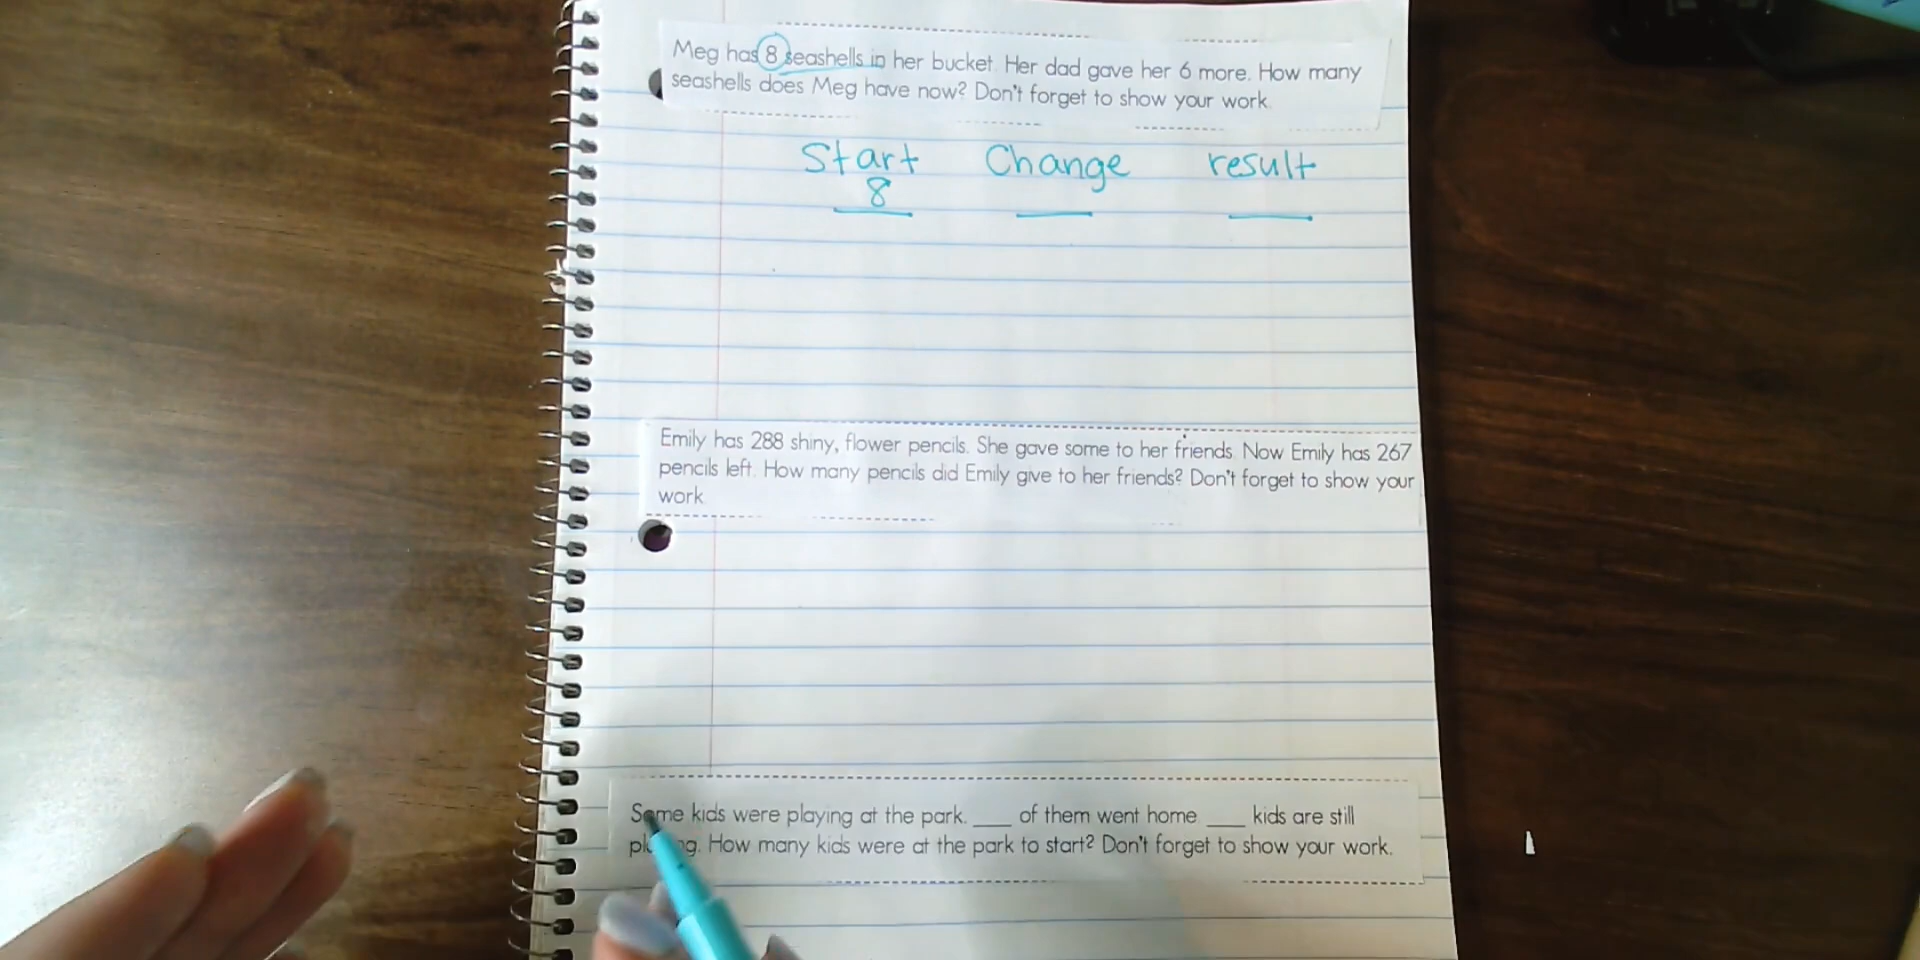 Meg has 8 seashells in her bucket. Her dad gave her 6 more. How many
seashells does Meg have now? Don't forget to show your work.
Start Change result
8
Emily has 288 shiny, flower pencils. She gave some to her friends. Now Emily has 267
pencils left. How many pencils did Emily give to her friends? Don't forget to show your
work.
Some kids were playing at the park. ___ of them went home. ___ kids are still
How many kids were at the park to start? Don't forget to show your work.